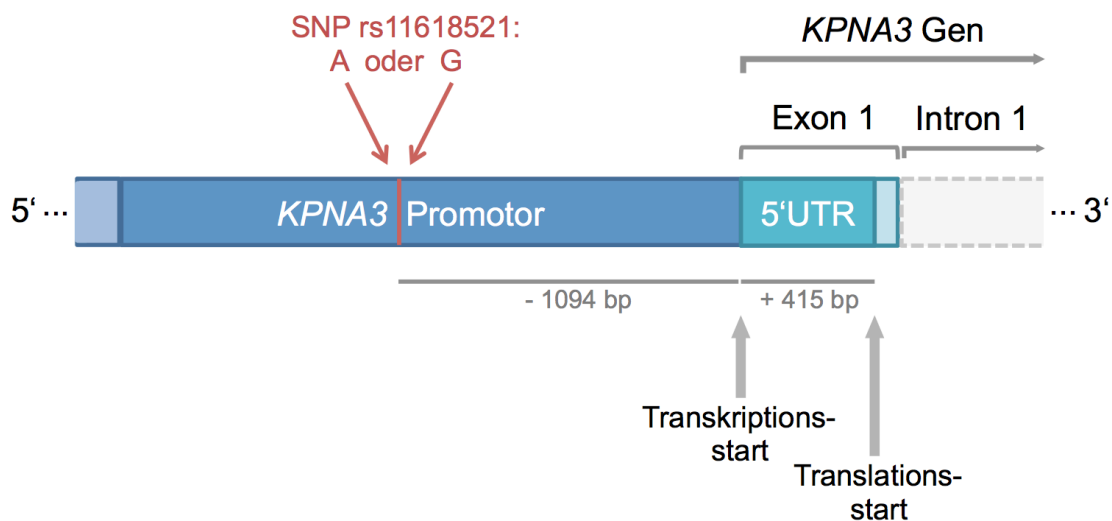 SNP rs11618521:
A oder G
KPNA3 Gen
Exon 1
Intron 1
5‘ ...
KPNA3 Promotor
5‘UTR
... 3‘
- 1094 bp
+ 415 bp
Transkriptions-
start
Translations-
start